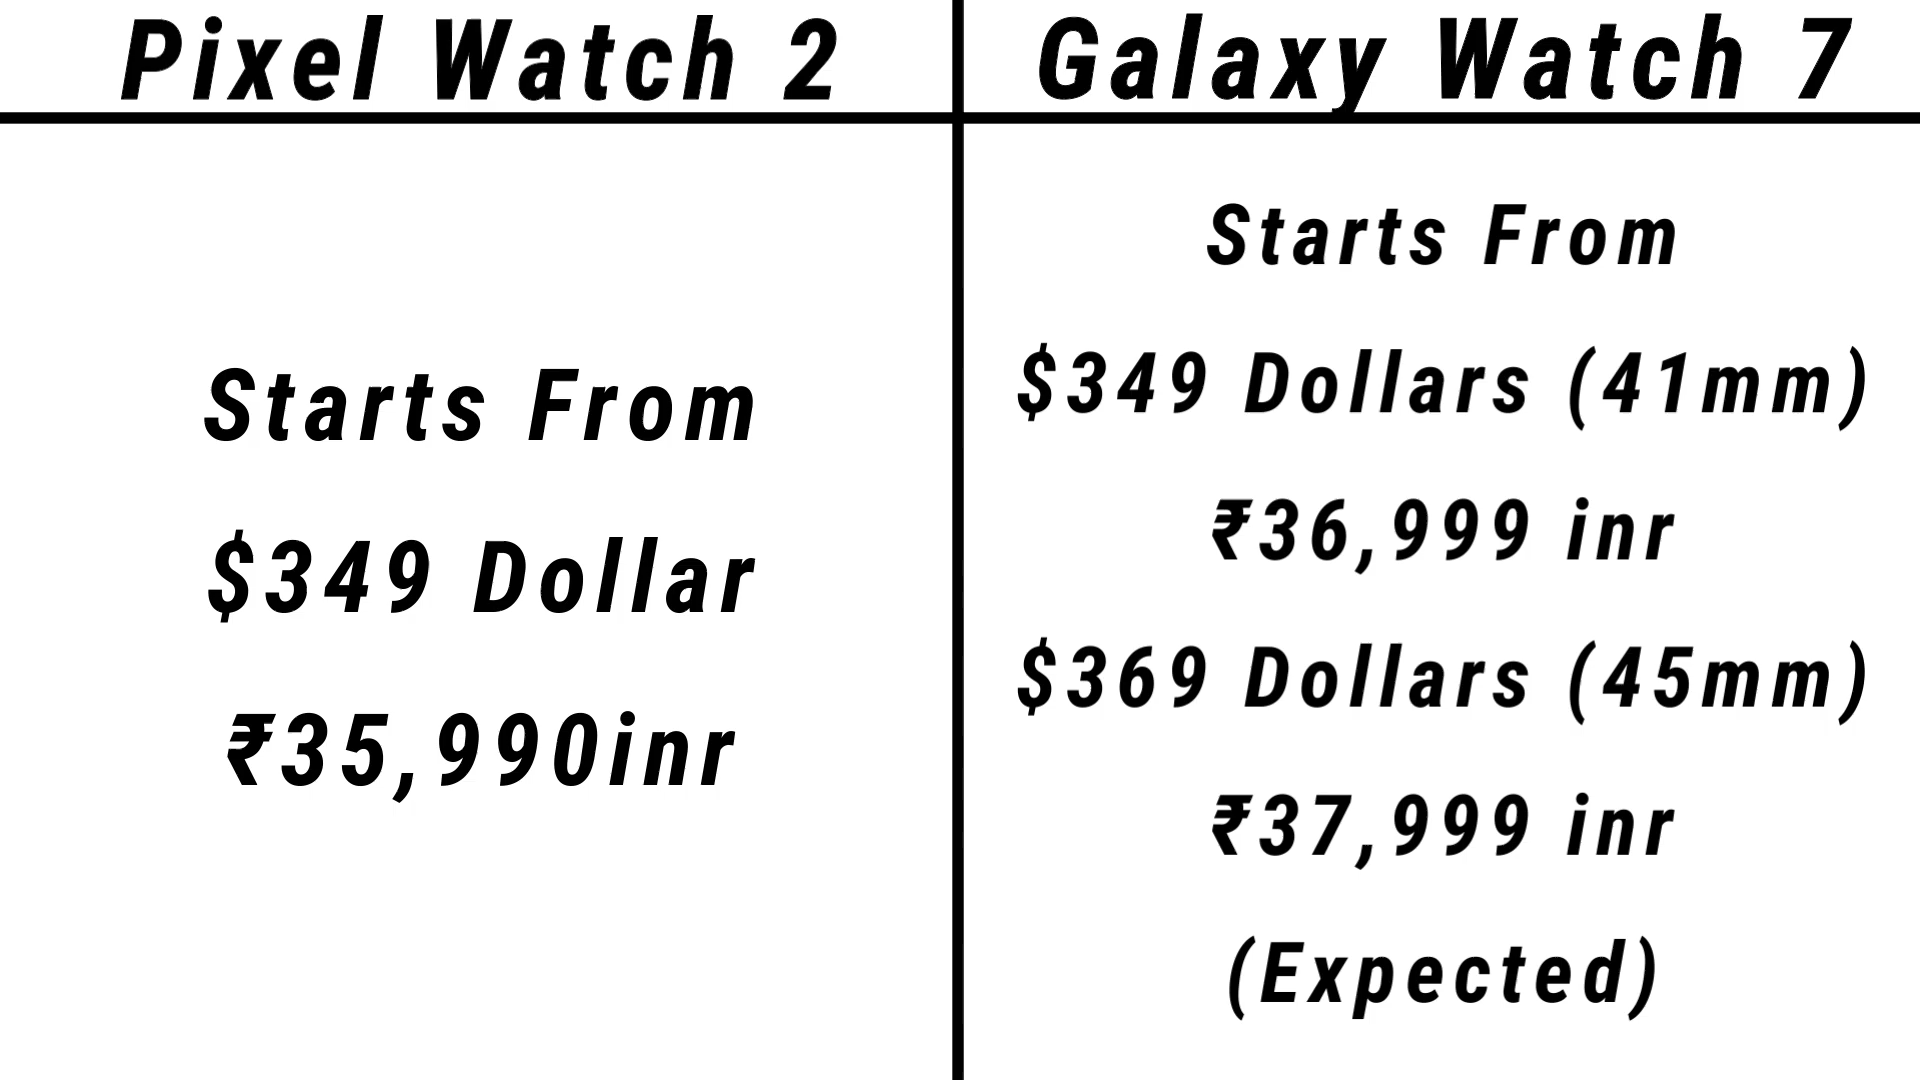 Pixel Watch 2
Starts From
$349 Dollar
₹35,990inr
Galaxy Watch 7
Starts From
$349 Dollars (41mm)
₹36,999 inr
$369 Dollars (45mm)
₹37,999 inr
(Expected)